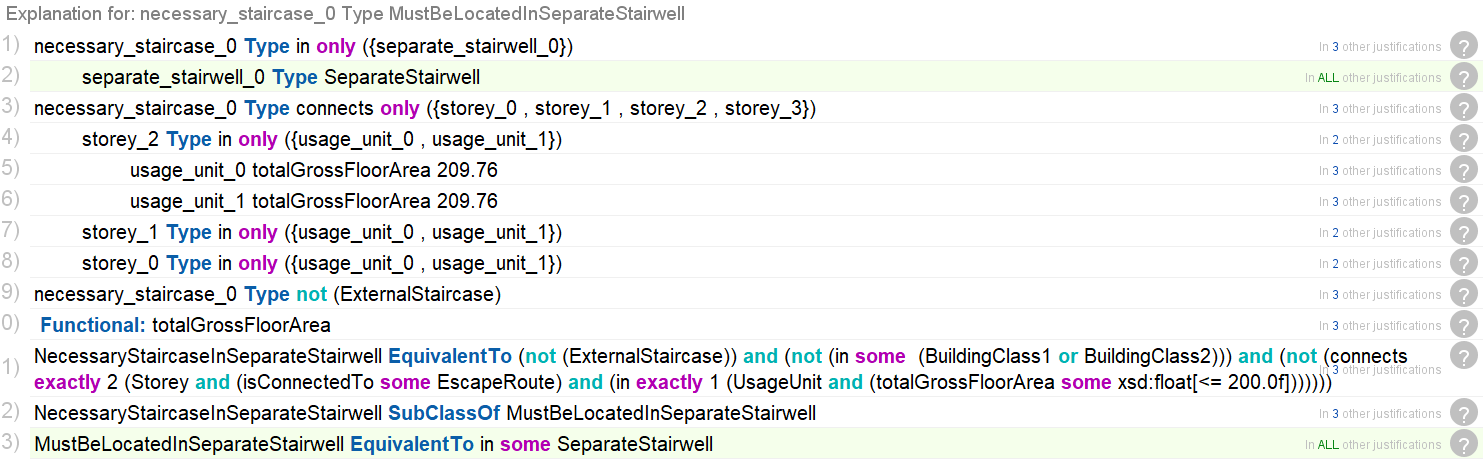 Explanation for: necessary_staircase_0 Type MustBeLocatedInSeparateStairwell
1) necessary_staircase_0 Type in only ({separate_stairwell_0}) In 3 other justifications ?
2) separate_stairwell_0 Type SeparateStairwell In ALL other justifications ?
3) necessary_staircase_0 Type connects only ({storey_0 , storey_1 , storey_2 , storey_3}) In 3 other justifications ?
4) storey_2 Type in only ({usage_unit_0 , usage_unit_1}) In 2 other justifications ?
5) usage_unit_0 totalGrossFloorArea 209.76 In 3 other justifications ?
6) usage_unit_1 totalGrossFloorArea 209.76 In 3 other justifications ?
7) storey_1 Type in only ({usage_unit_0 , usage_unit_1}) In 2 other justifications ?
8) storey_0 Type in only ({usage_unit_0 , usage_unit_1}) In 2 other justifications ?
9) necessary_staircase_0 Type not (ExternalStaircase) In 3 other justifications ?
0) Functional: totalGrossFloorArea In 3 other justifications ?
1) NecessaryStaircaseInSeparateStairwell EquivalentTo (not (ExternalStaircase)) and (not (in some (BuildingClass1 or BuildingClass2))) and (not (connects ?
exactly 2 (Storey and (isConnectedTo some EscapeRoute) and (in exactly 1 (UsageUnit and (totalGrossFloorArea some xsd:float[<= 200.0f])))))) In 3 other justifications
2) NecessaryStaircaseInSeparateStairwell SubClassOf MustBeLocatedInSeparateStairwell In 3 other justifications ?
3) MustBeLocatedInSeparateStairwell EquivalentTo in some SeparateStairwell In ALL other justifications ?